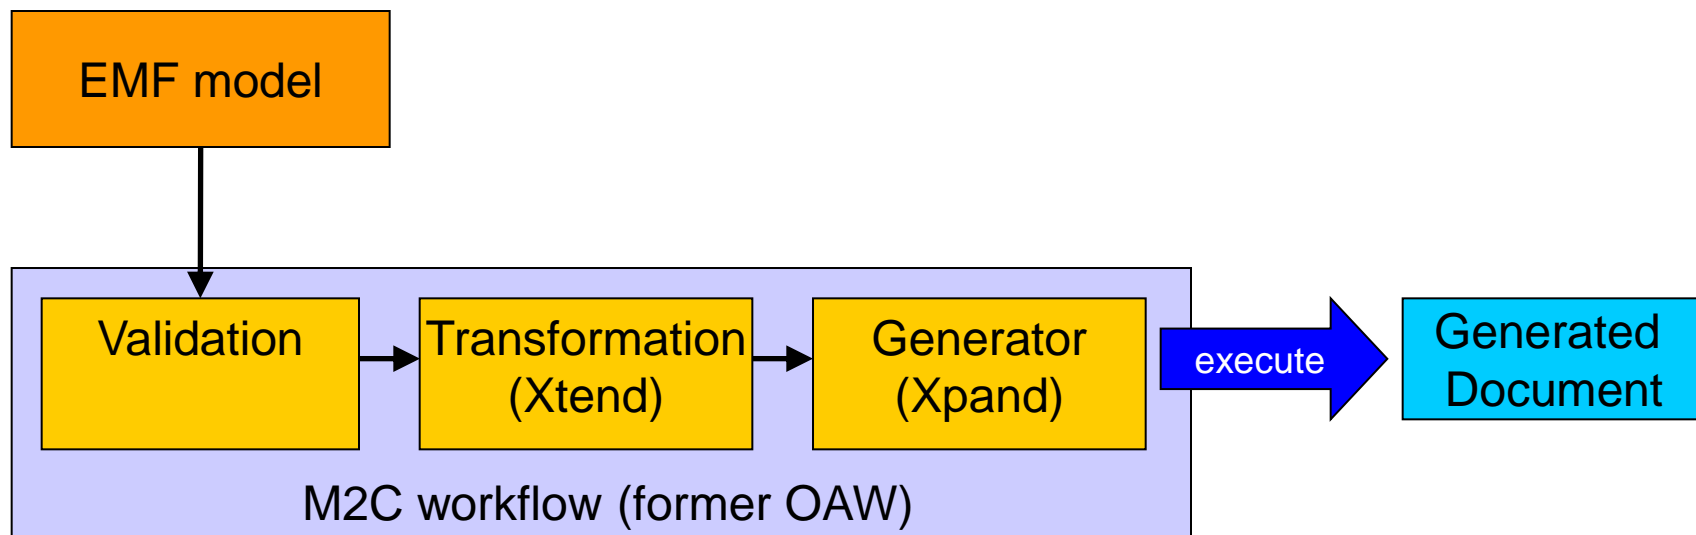 EMF model
Validation
Transformation
(Xtend)
Generator
(Xpand)
execute
Generated
Document
M2C workflow (former OAW)